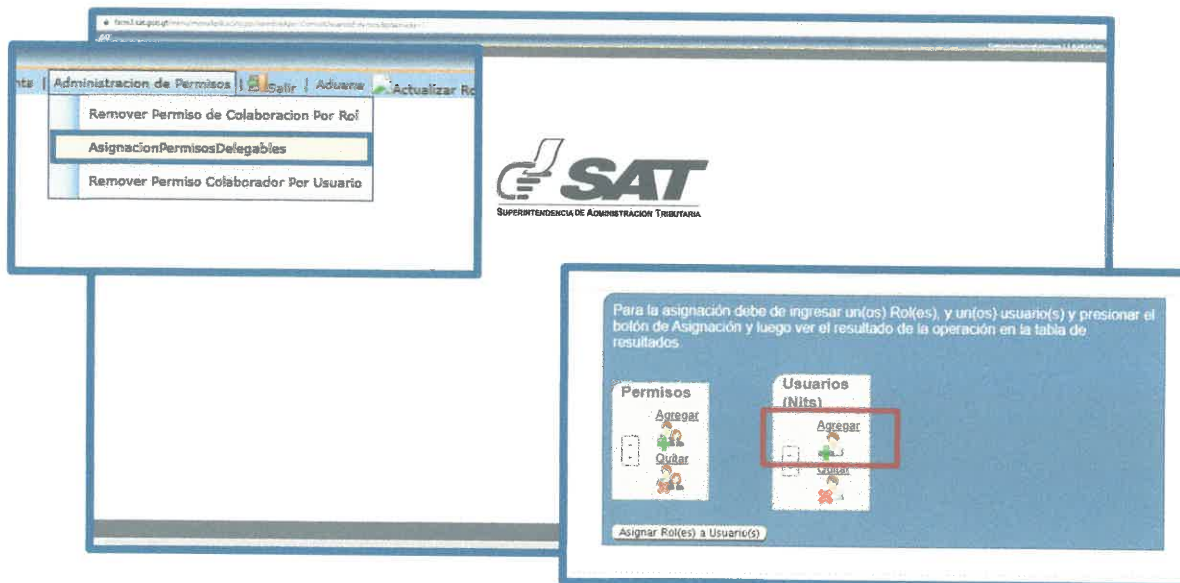 Administracion de Permisos | Salir | Aduana Actualizar Ro
Remover Permiso de Colaboracion Por Rol
AsignacionPermisosDelegables
Remover Permiso Colaborador Por Usuario
SAT
SUPERINTENDENCIA DE ADMINISTRACION TRIBUTARIA
Para la asignación debe de ingresar un(os) Rol(es), y un(os) usuario(s) y presionar el
botón de Asignación y luego ver el resultado de la operación en la tabla de
resultados.
Permisos
Agregar
Quitar
Usuarios
(Nits)
Agregar
Quitar
Asignar Rol(es) a Usuario(s)